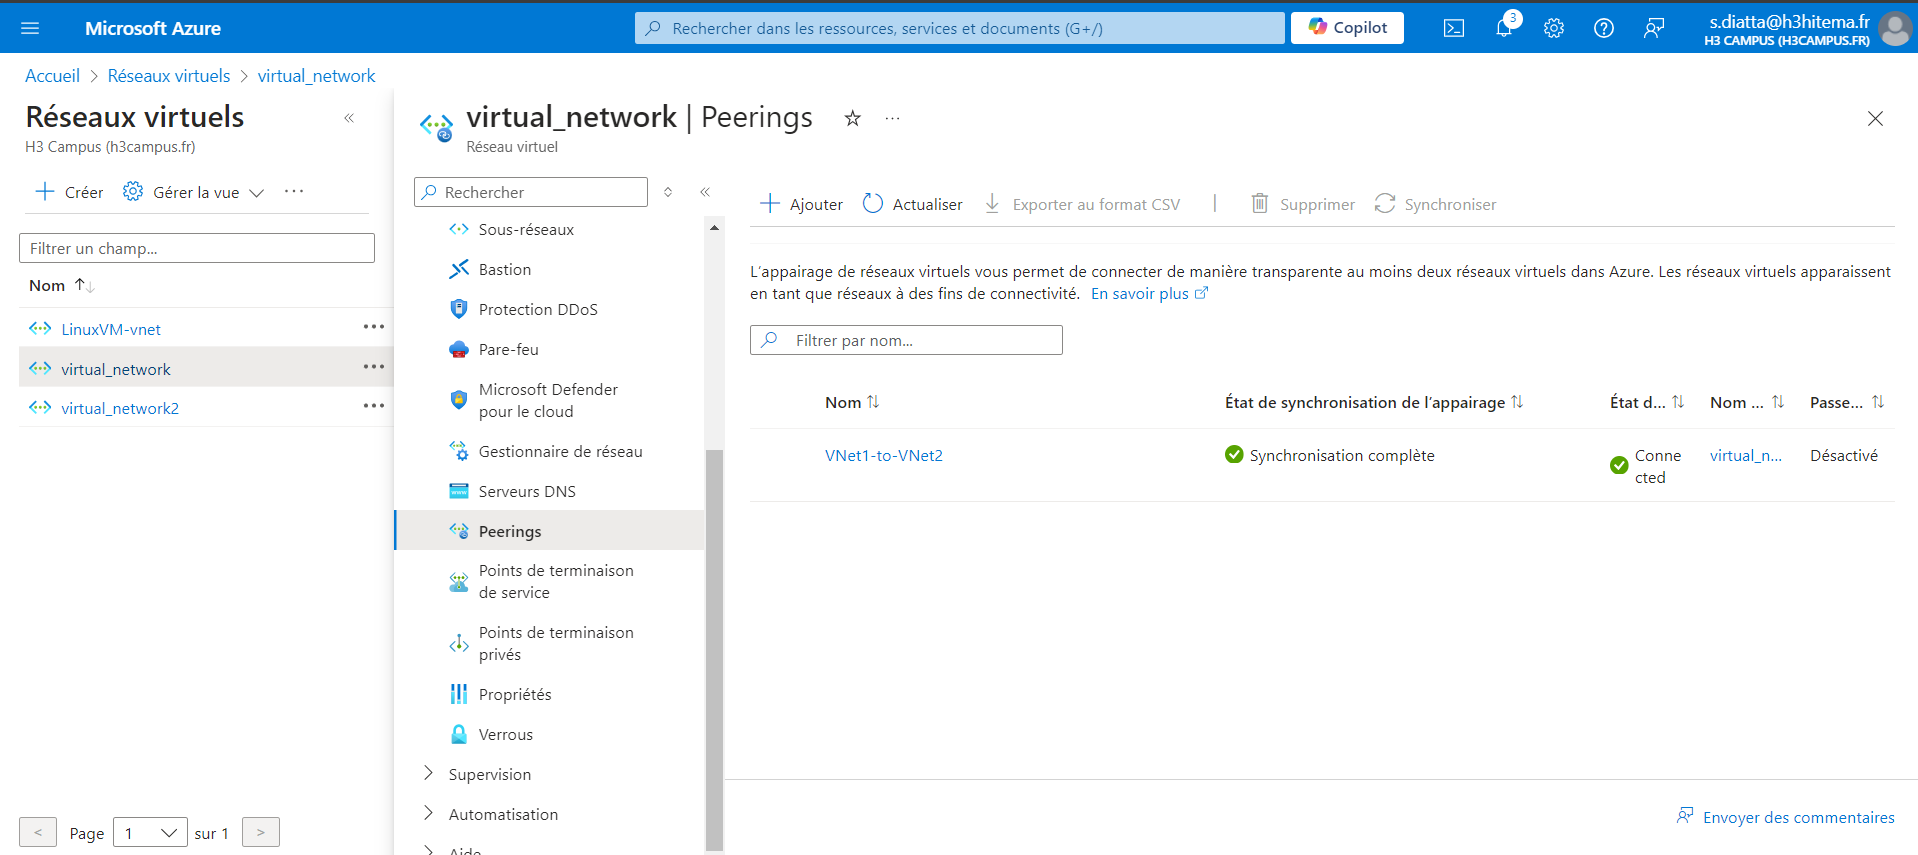 Microsoft Azure
Rechercher dans les ressources, services et documents (G+/)
Copilot
3
s.diatta@h3hitema.fr
H3 CAMPUS (H3CAMPUS.FR)
Accueil > Réseaux virtuels > virtual_network
Réseaux virtuels
«
H3 Campus (h3campus.fr)
Créer
Gérer la vue
...
Filtrer un champ...
Nom
LinuxVM-vnet
virtual_network
virtual_network2
<
Page
1
sur 1
>
virtual_network | Peerings
...
Réseau virtuel
Rechercher
«
Sous-réseaux
Bastion
Protection DDoS
Pare-feu
Microsoft Defender
pour le cloud
Gestionnaire de réseau
Serveurs DNS
Peerings
Points de terminaison
de service
Points de terminaison
privés
Propriétés
Verrous
Supervision
Automatisation
Aide
Ajouter
Actualiser
Exporter au format CSV
|
Supprimer
Synchroniser
L'appairage de réseaux virtuels vous permet de connecter de manière transparente au moins deux réseaux virtuels dans Azure. Les réseaux virtuels apparaissent
en tant que réseaux à des fins de connectivité. En savoir plus
Filtrer par nom...
Nom
État de synchronisation de l'appairage
État d...
Nom ...
Passe...
VNet1-to-VNet2
Synchronisation complète
Conne
cted
virtual_n...
Désactivé
Envoyer des commentaires